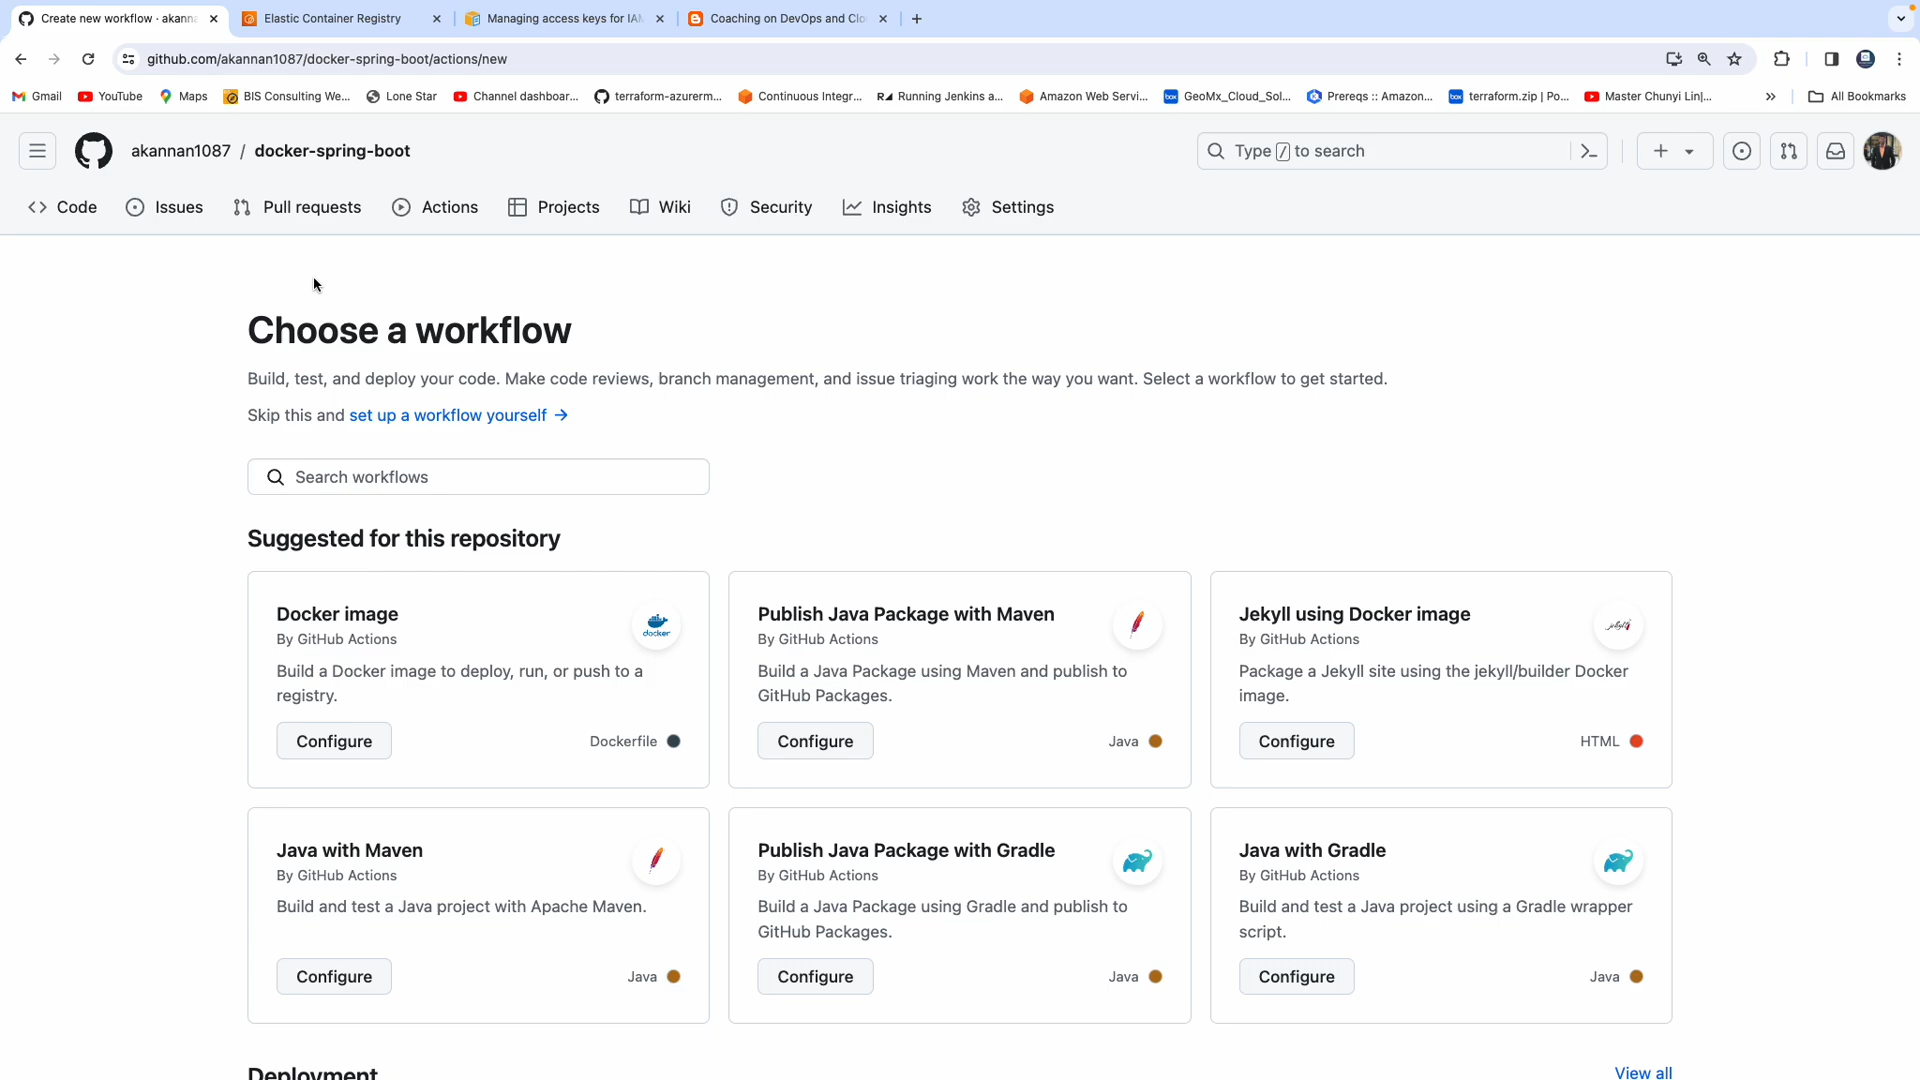 Create new workflow · akann
Elastic Container Registry
Managing access keys for IAM
Coaching on DevOps and Clo
github.com/akannan1087/docker-spring-boot/actions/new
Gmail
YouTube
Maps
BIS Consulting We...
Lone Star
Channel dashboar...
terraform-azurerm...
Continuous Integr...
Running Jenkins a...
Amazon Web Servi...
GeoMx_Cloud_Sol...
Prereqs :: Amazon...
terraform.zip | Po...
Master Chunyi Lin|...
All Bookmarks
akannan1087 / docker-spring-boot
Type / to search
Code
Issues
Pull requests
Actions
Projects
Wiki
Security
Insights
Settings
Choose a workflow
Build, test, and deploy your code. Make code reviews, branch management, and issue triaging work the way you want. Select a workflow to get started.
Skip this and set up a workflow yourself →
Search workflows
Suggested for this repository
Docker image
By GitHub Actions
docker
Build a Docker image to deploy, run, or push to a
registry.
Configure
Dockerfile
Publish Java Package with Maven
By GitHub Actions
Build a Java Package using Maven and publish to
GitHub Packages.
Configure
Java
Jekyll using Docker image
By GitHub Actions
jekyll
Package a Jekyll site using the jekyll/builder Docker
image.
Configure
HTML
Java with Maven
By GitHub Actions
Build and test a Java project with Apache Maven.
Configure
Java
Publish Java Package with Gradle
By GitHub Actions
Build a Java Package using Gradle and publish to
GitHub Packages.
Configure
Java
Java with Gradle
By GitHub Actions
Build and test a Java project using a Gradle wrapper
script.
Configure
Java
Deployment
View all